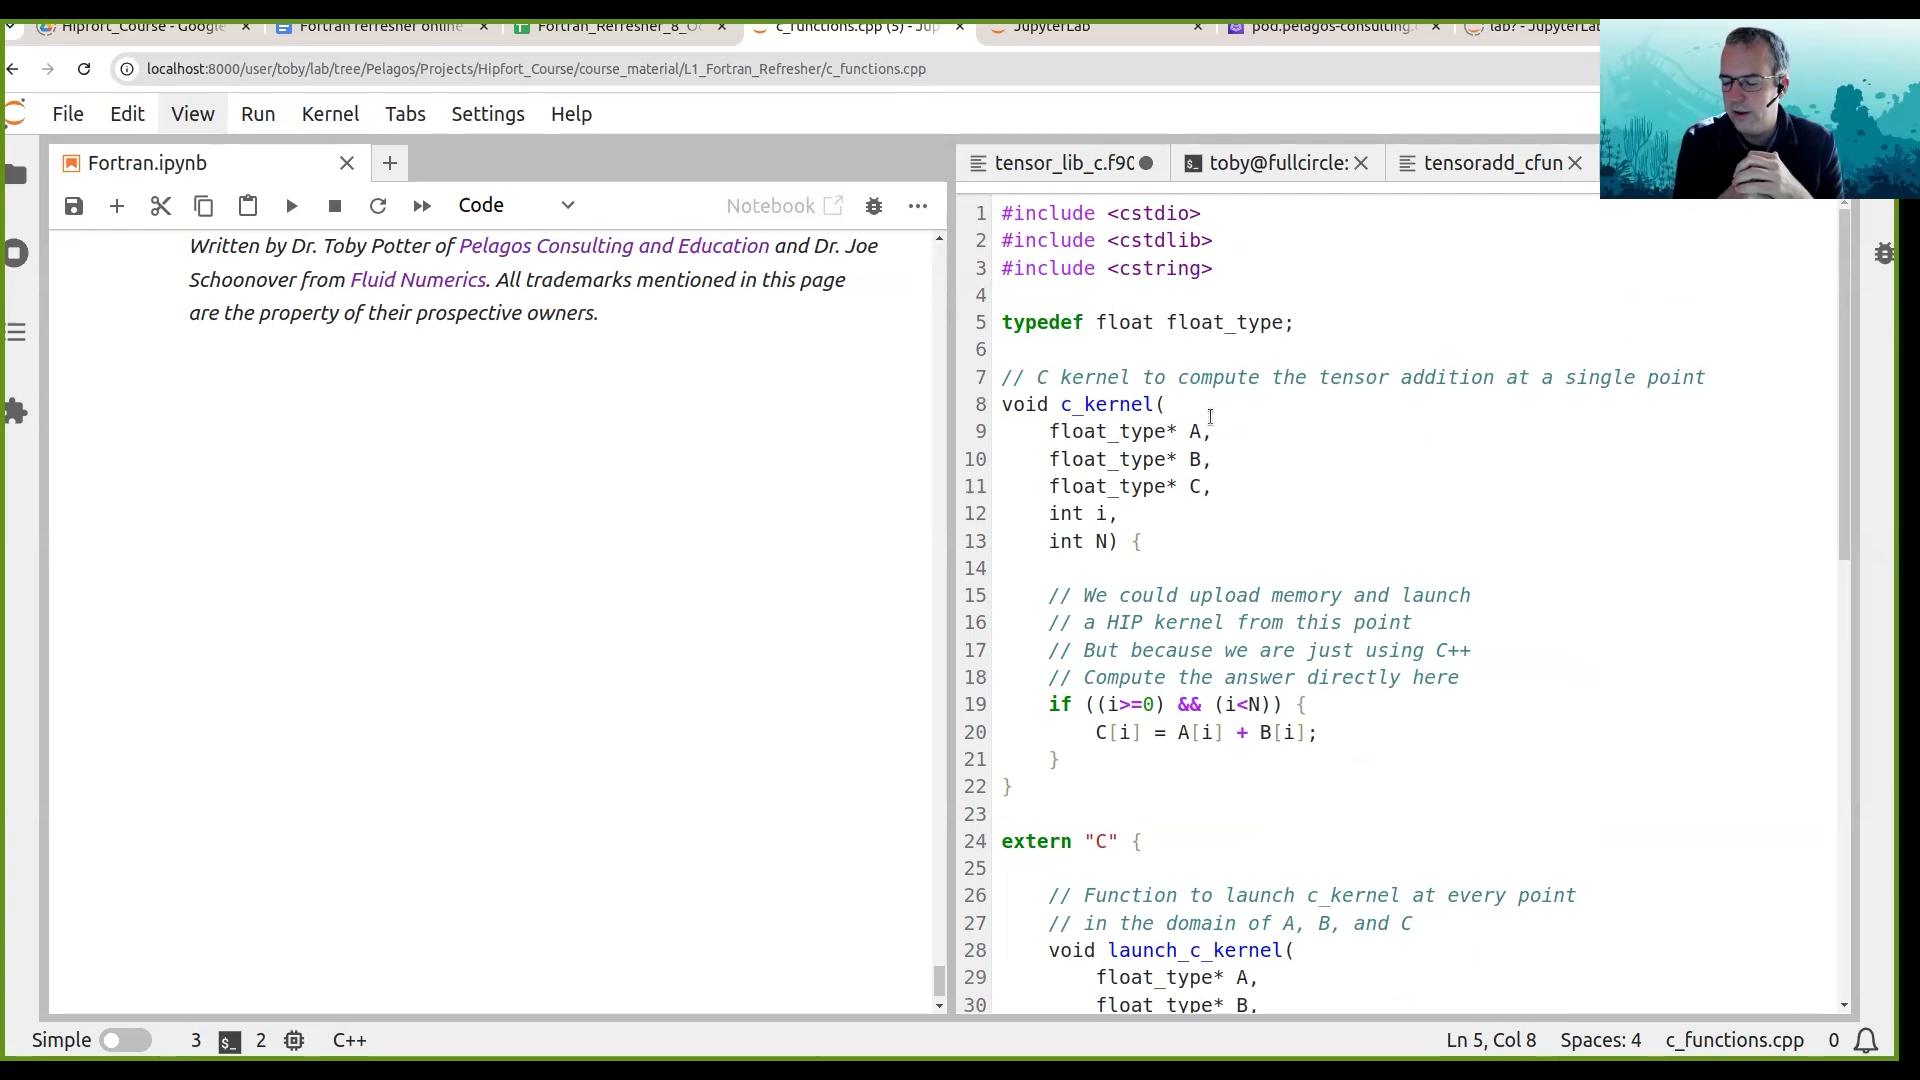 Hipfort_Course - Google
Fortran refresher online
Fortran_Refresher_8_Oc
c_functions.cpp (5) - Jup
JupyterLab
pod.pelagos-consulting.
lab? - JupyterLab
localhost:8000/user/toby/lab/tree/Pelagos/Projects/Hipfort_Course/course_material/L1_Fortran_Refresher/c_functions.cpp
File Edit View Run Kernel Tabs Settings Help
Fortran.ipynb
tensor_lib_c.f90
toby@fullcircle:
tensoradd_cfun
Code
Notebook
Written by Dr. Toby Potter of Pelagos Consulting and Education and Dr. Joe
Schoonover from Fluid Numerics. All trademarks mentioned in this page
are the property of their prospective owners.
1 #include <cstdio>
2 #include <cstdlib>
3 #include <cstring>
4
5 typedef float float_type;
6
7 // C kernel to compute the tensor addition at a single point
8 void c_kernel(
9 float_type* A,
10 float_type* B,
11 float_type* C,
12 int i,
13 int N) {
14
15 // We could upload memory and launch
16 // a HIP kernel from this point
17 // But because we are just using C++
18 // Compute the answer directly here
19 if ((i>=0) && (i<N)) {
20 C[i] = A[i] + B[i];
21 }
22 }
23
24 extern "C" {
25
26 // Function to launch c_kernel at every point
27 // in the domain of A, B, and C
28 void launch_c_kernel(
29 float_type* A,
30 float_type* B,
Simple 3 $_ 2 C++
Ln 5, Col 8 Spaces: 4 c_functions.cpp 0